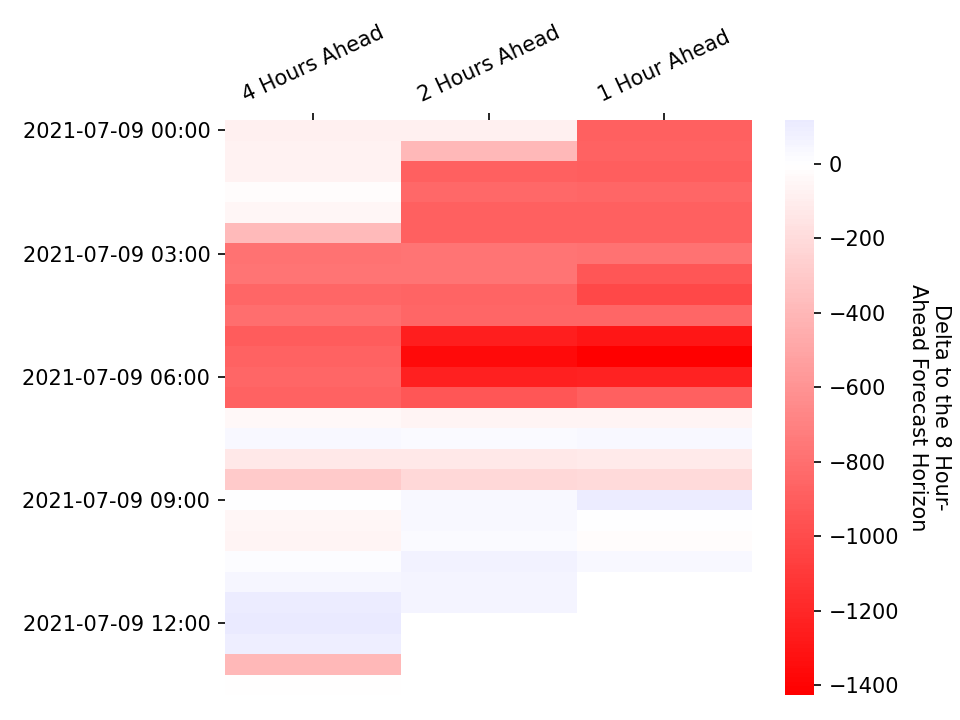 4 Hours Ahead
2 Hours Ahead
1 Hour Ahead
2021-07-09 00:00
2021-07-09 03:00
2021-07-09 06:00
2021-07-09 09:00
2021-07-09 12:00
0
−200
−400
−600
−800
−1000
−1200
−1400
Delta to the 8 Hour-
Ahead Forecast Horizon